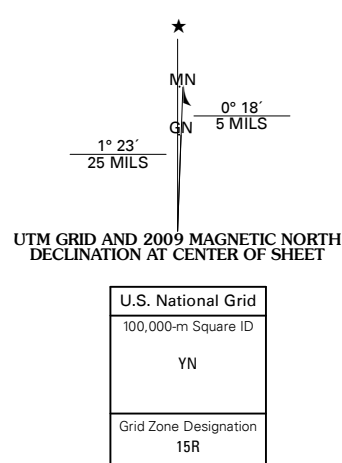 ★
MN
0° 18´
5 MILS
GN
1° 23´
25 MILS
UTM GRID AND 2009 MAGNETIC NORTH
DECLINATION AT CENTER OF SHEET
U.S. National Grid
100,000-m Square ID
YN
Grid Zone Designation
15R